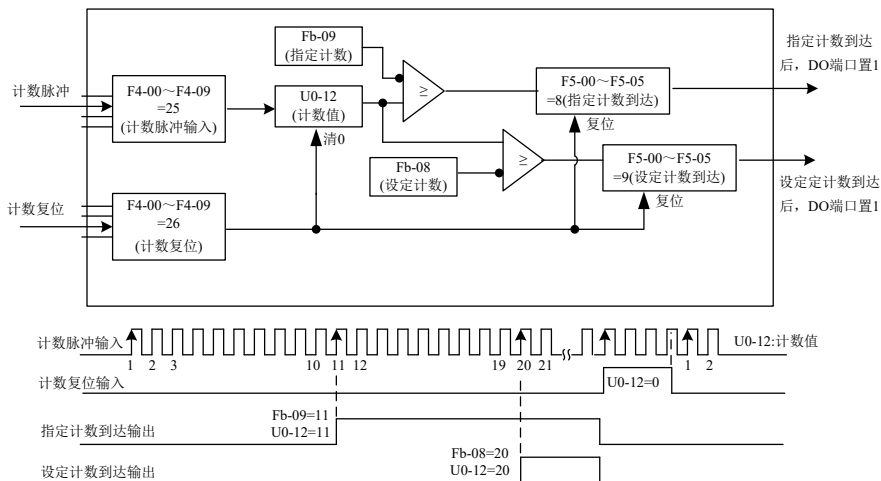 Fb-09
(指定计数)
指定计数到达
后，DO端口置1
计数脉冲
F4-00～F4-09
=25
(计数脉冲输入)
U0-12
(计数值)
≥
F5-00～F5-05
=8(指定计数到达)
清0
复位
Fb-08
(设定计数)
≥
F5-00～F5-05
=9(设定计数到达)
设定定计数到达
后，DO端口置1
复位
计数复位
F4-00～F4-09
=26
(计数复位)
计数脉冲输入
U0-12:计数值
1 2 3 10 11 12 19 20 21 1 2
计数复位输入
U0-12=0
Fb-09=11
指定计数到达输出
U0-12=11
Fb-08=20
设定计数到达输出
U0-12=20